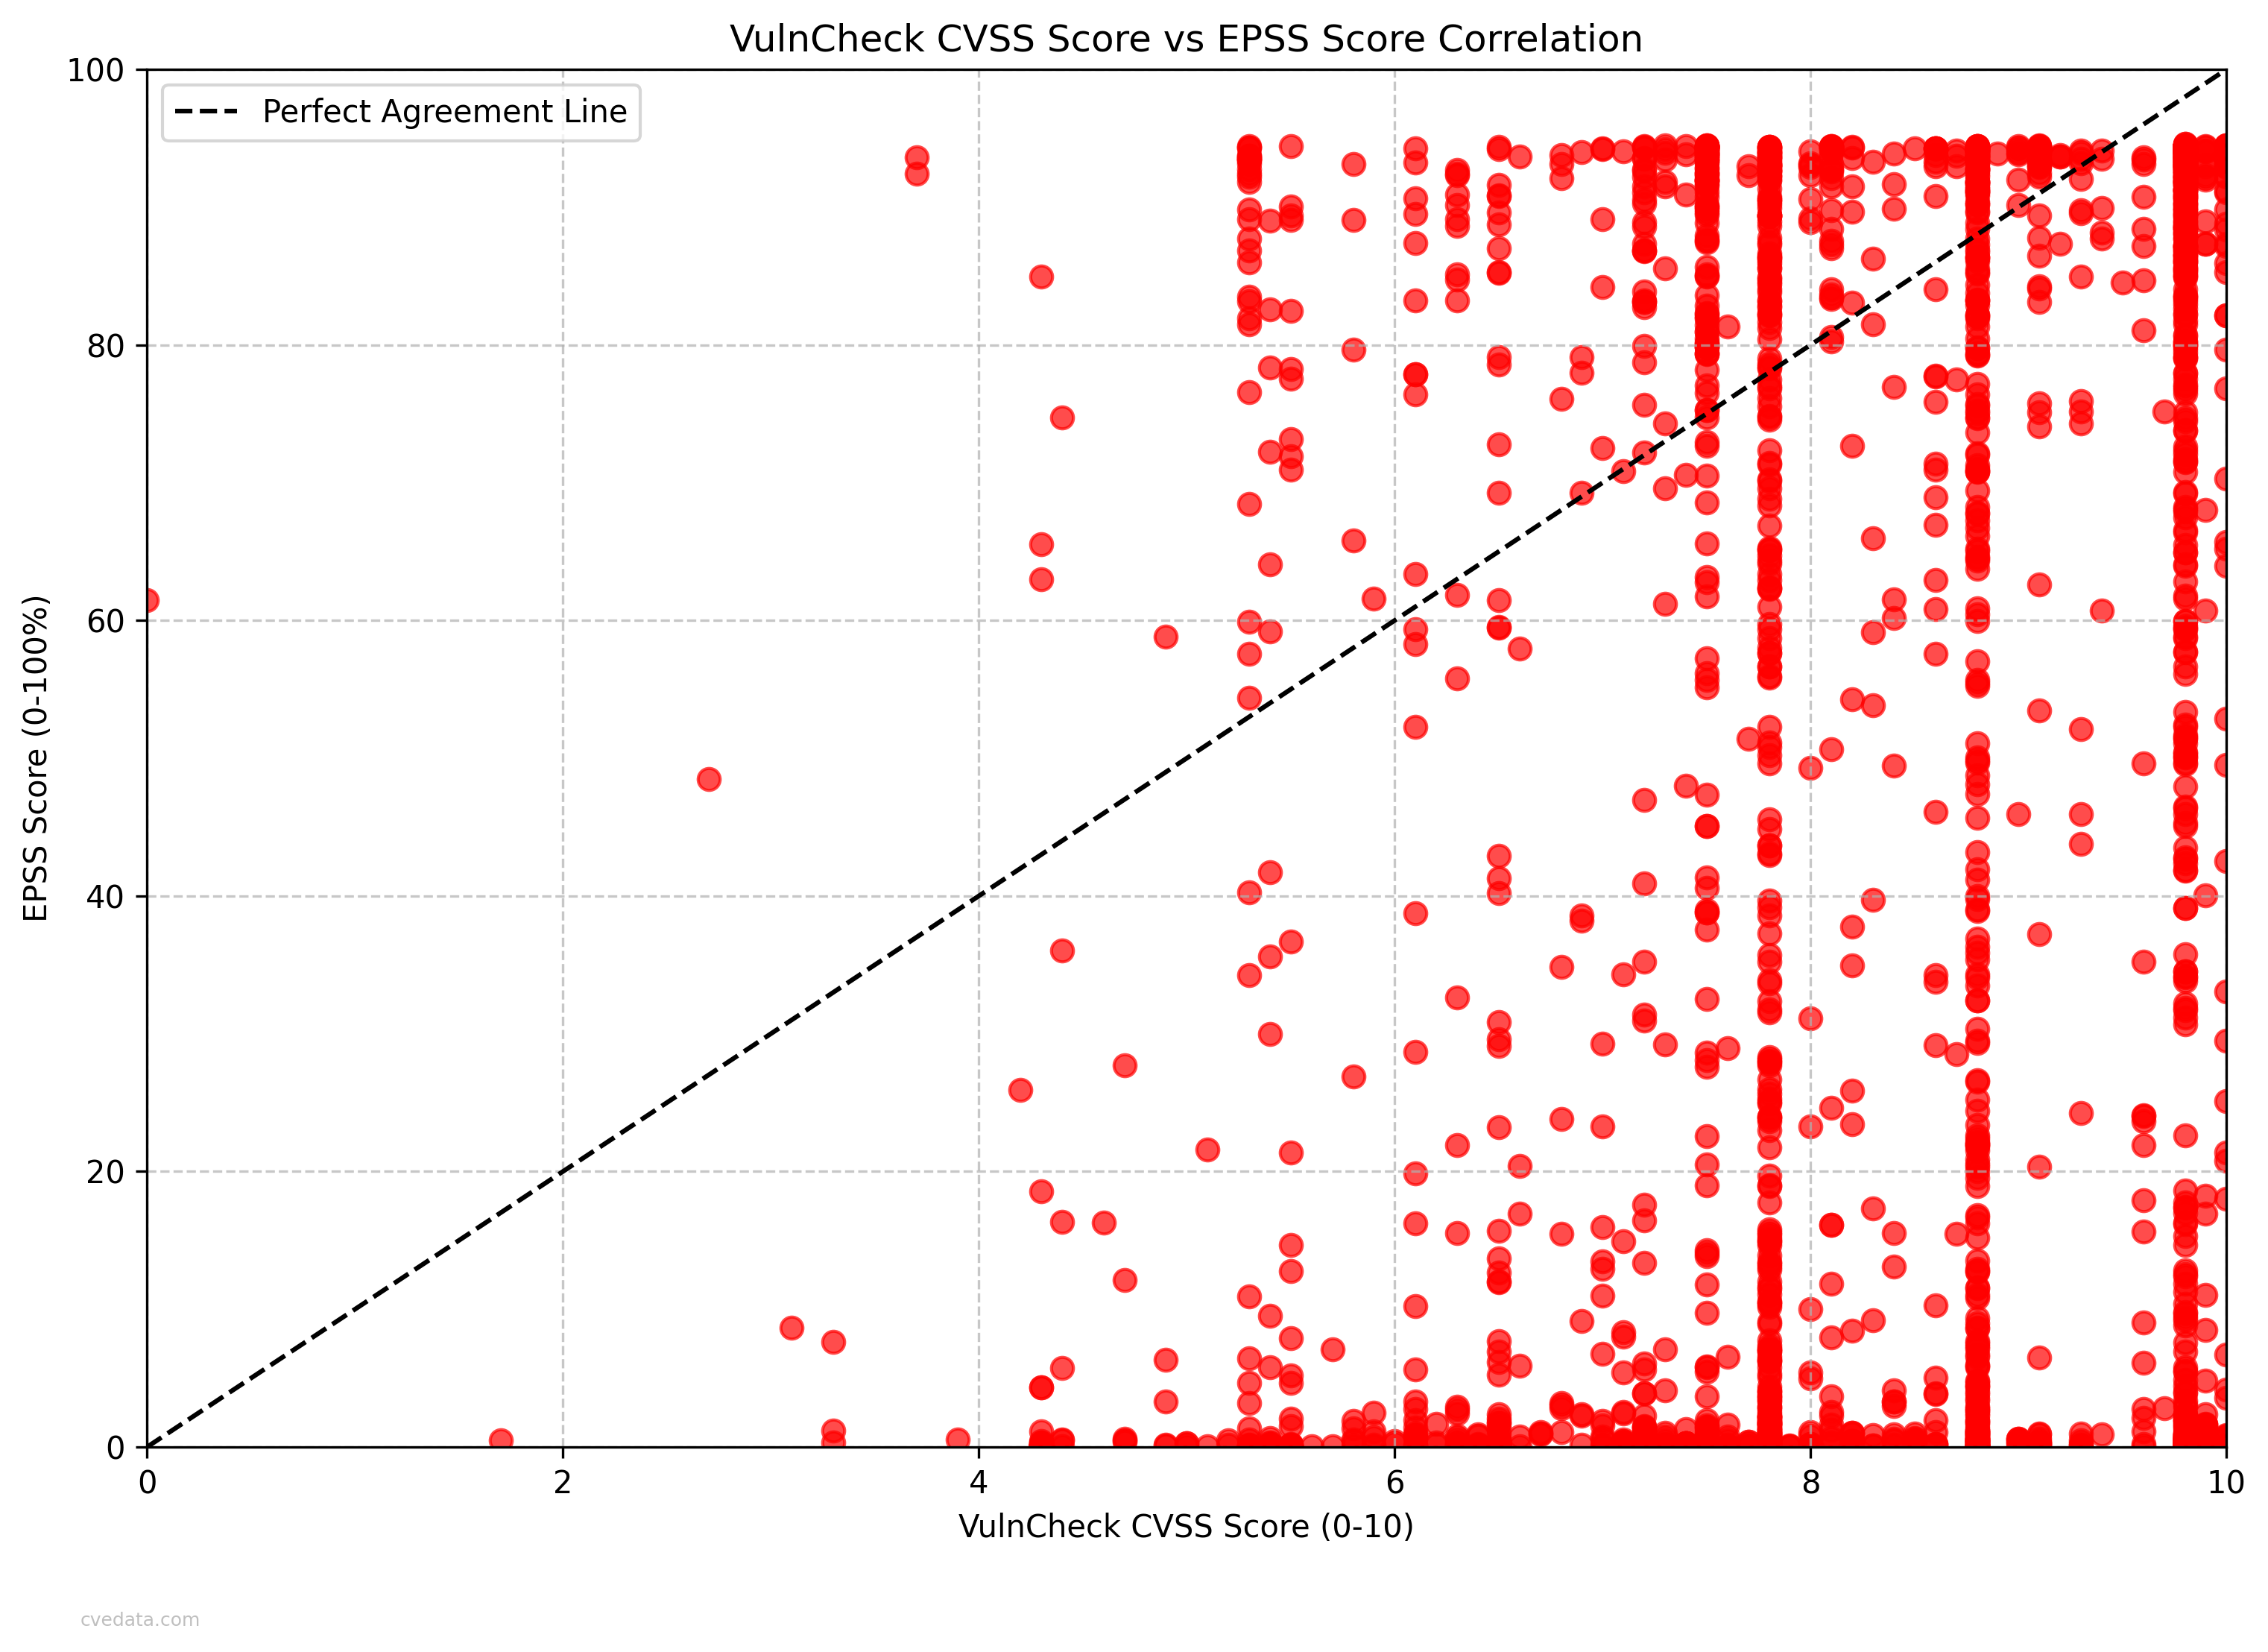 VulnCheck CVSS Score vs EPSS Score Correlation
Perfect Agreement Line
EPSS Score (0-100%)
100
80
60
40
20
0
0 2 4 6 8 10
VulnCheck CVSS Score (0-10)
cvedata.com